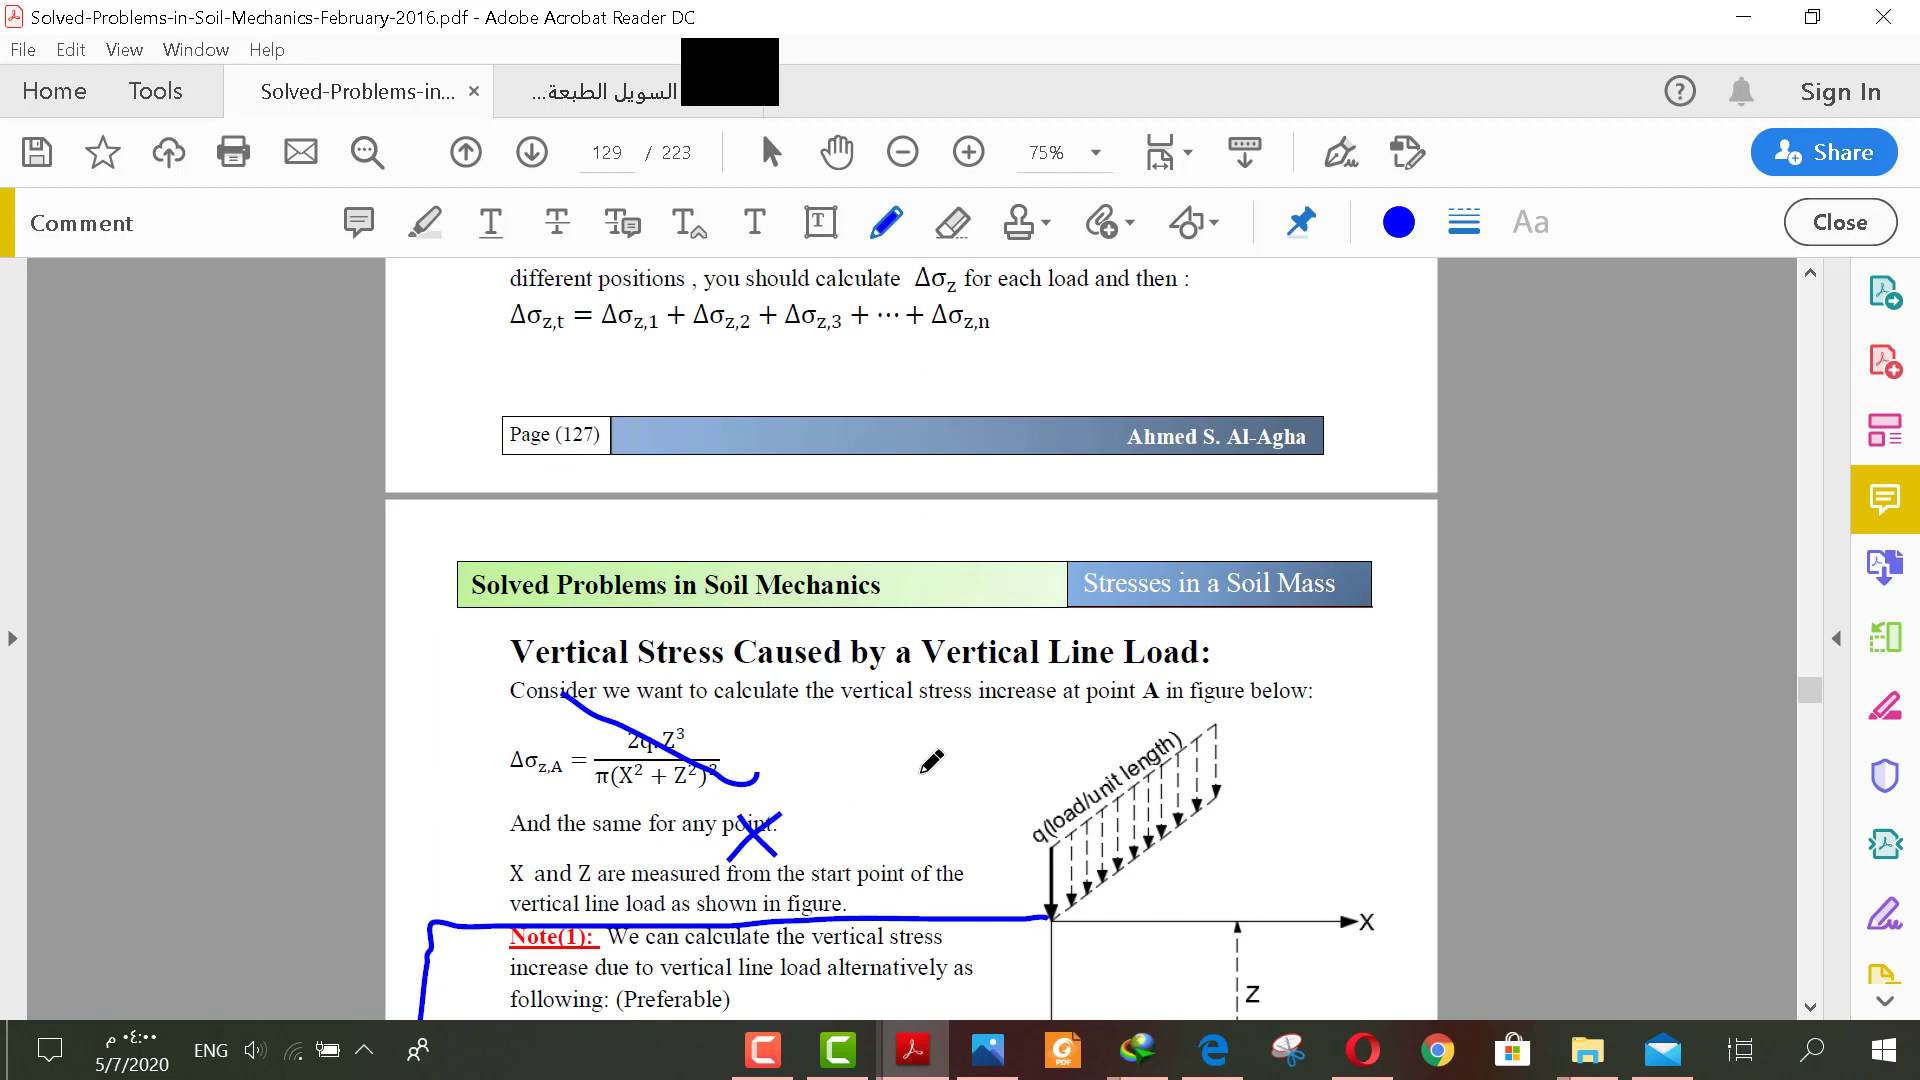 Solved-Problems-in-Soil-Mechanics-February-2016.pdf - Adobe Acrobat Reader DC
File Edit View Window Help
Home Tools Solved-Problems-in... × السويل الطبعة... Sign In
129 / 223 75% Share
Comment T T T T T T Aa Close
different positions , you should calculate Δσz for each load and then :
Δσz,t = Δσz,1 + Δσz,2 + Δσz,3 + ⋯ + Δσz,n
Page (127) Ahmed S. Al-Agha
Solved Problems in Soil Mechanics Stresses in a Soil Mass
Vertical Stress Caused by a Vertical Line Load:
Consider we want to calculate the vertical stress increase at point A in figure below:
Δσz,A = 2q.Z³ / π(X² + Z²)²
q(load/unit length)
And the same for any point.
X and Z are measured from the start point of the
vertical line load as shown in figure.
X
Note(1): We can calculate the vertical stress
increase due to vertical line load alternatively as
following: (Preferable)
Z
ENG
٠٤:٠٠ م
5/7/2020
PDF